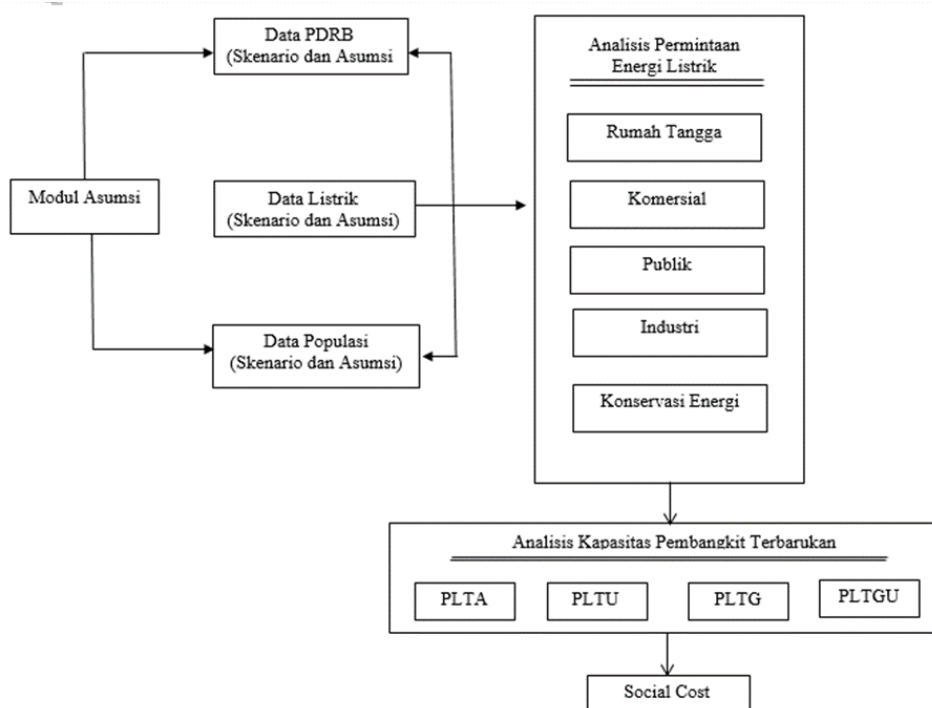 Data PDRB
(Skenario dan Asumsi
Modul Asumsi
Data Listrik
(Skenario dan Asumsi)
Data Populasi
(Skenario dan Asumsi)
Analisis Permintaan
Energi Listrik
Rumah Tangga
Komersial
Publik
Industri
Konservasi Energi
Analisis Kapasitas Pembangkit Terbarukan
PLTA
PLTU
PLTG
PLTGU
Social Cost